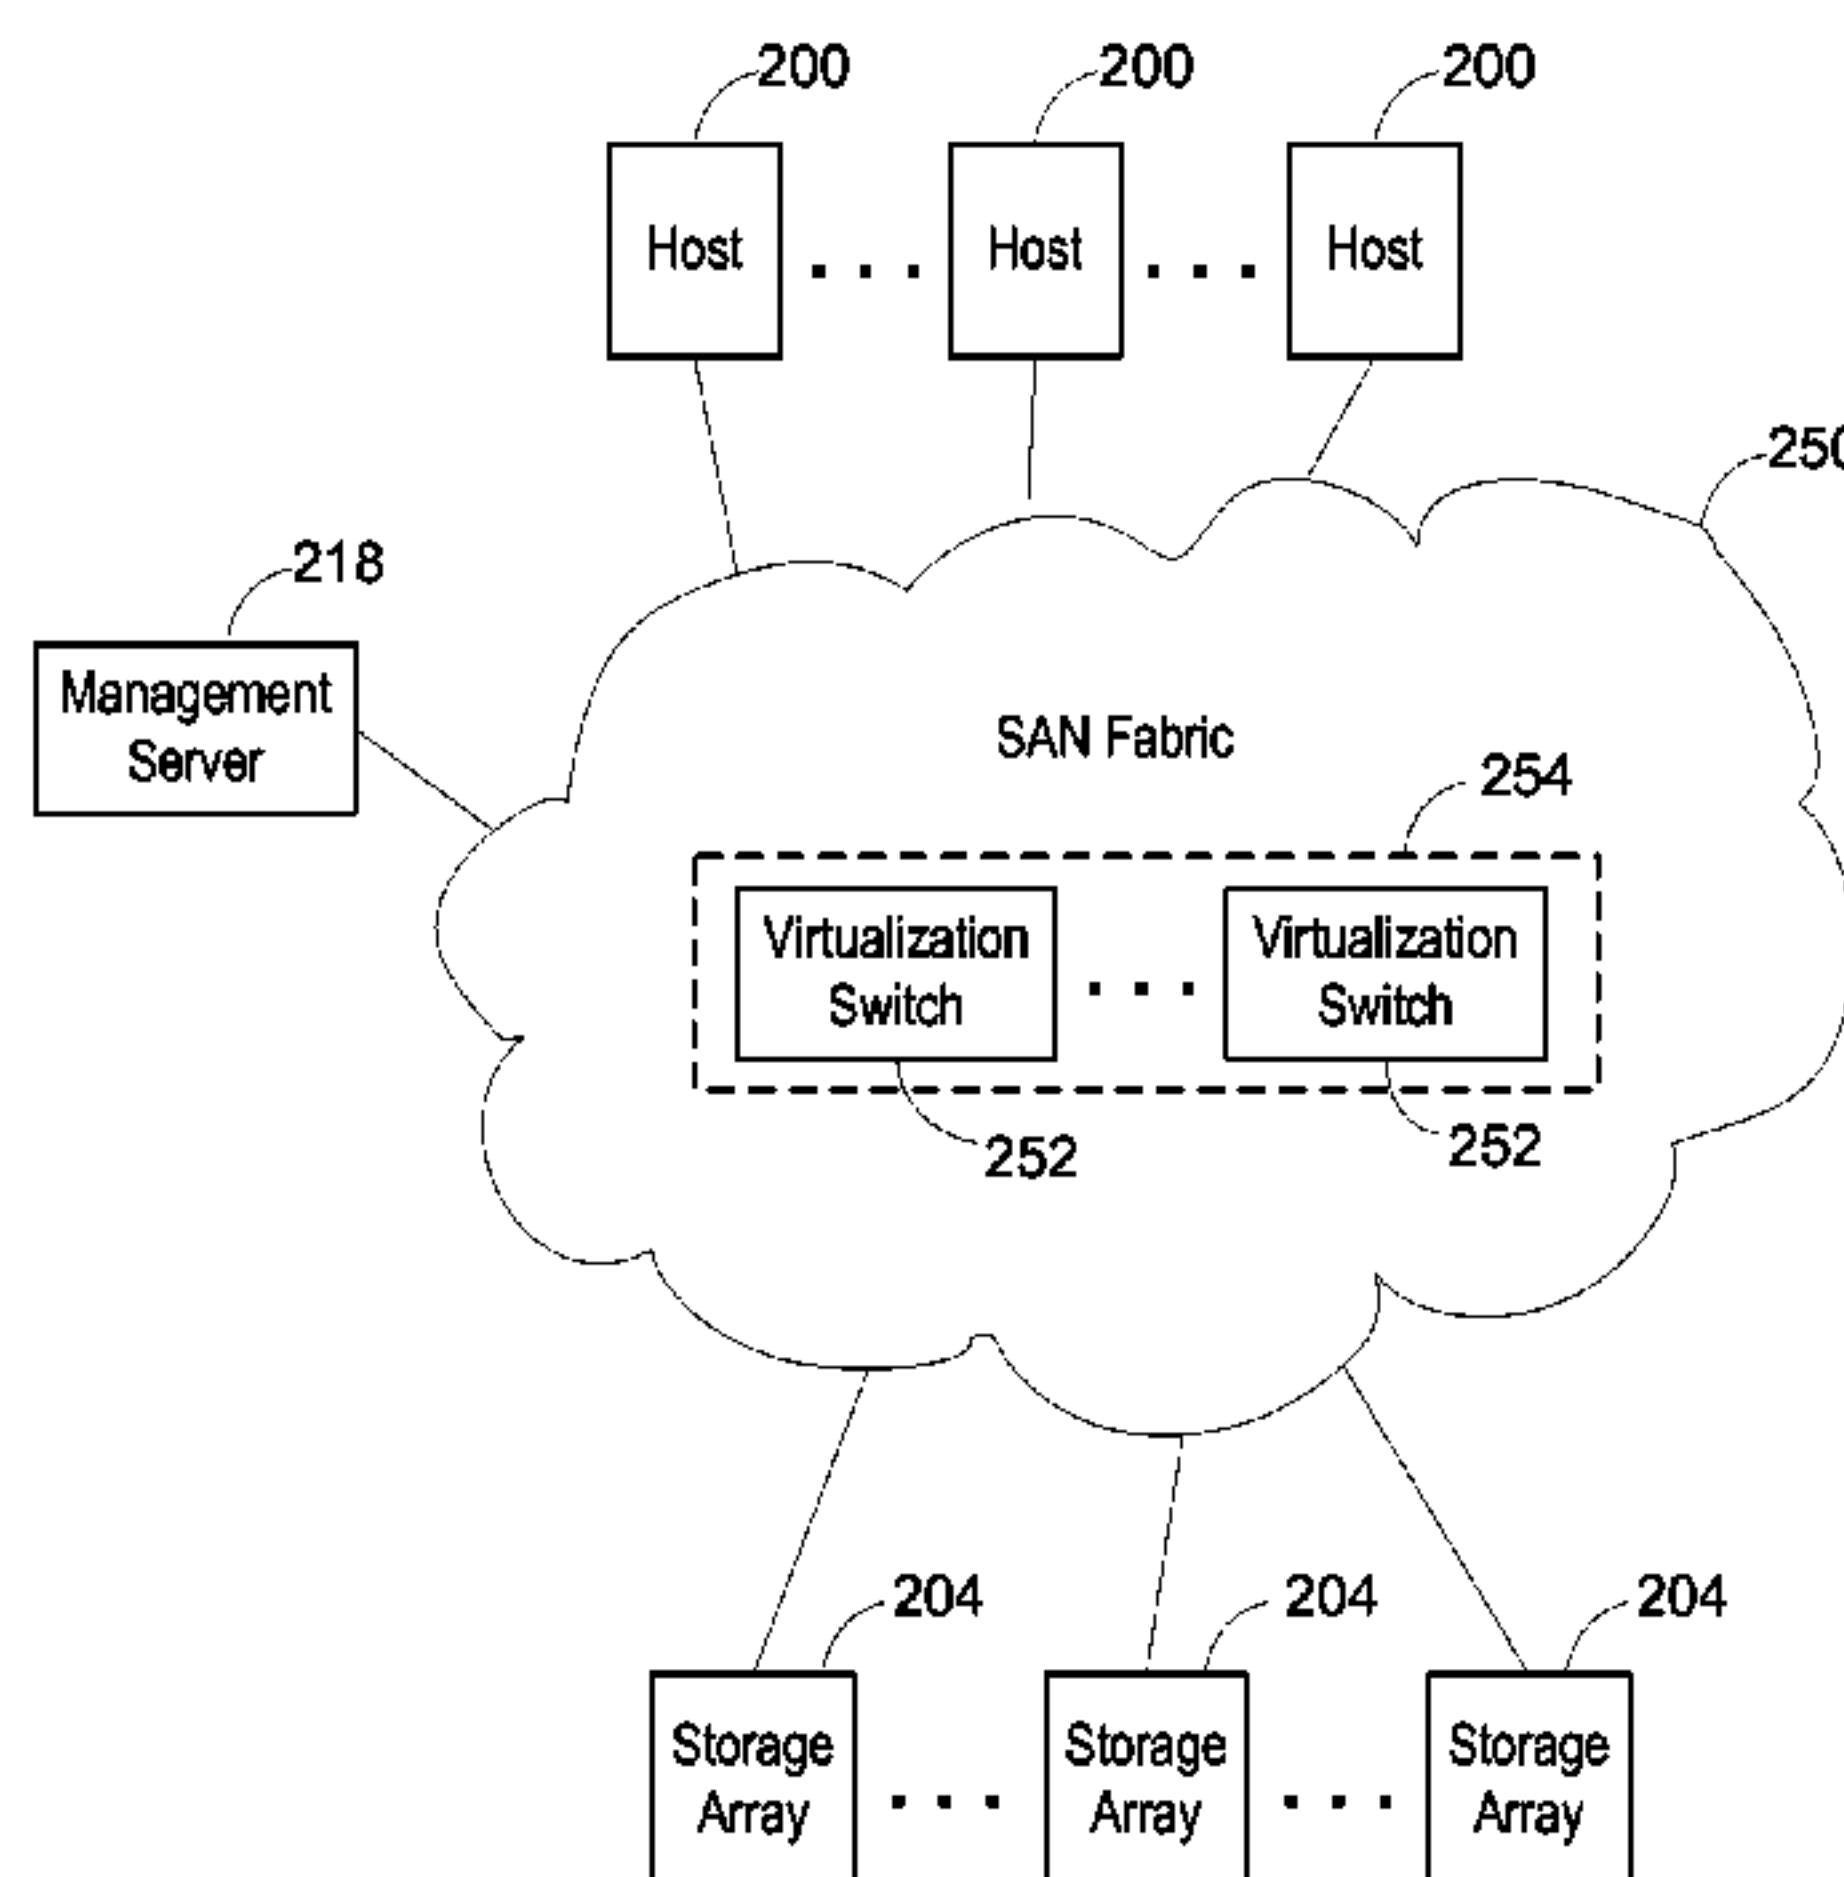 200 200 200
Host ... Host ... Host
250
218
Management
Server
SAN Fabric
254
Virtualization
Switch
...
Virtualization
Switch
252 252
204 204 204
Storage
Array
...
Storage
Array
...
Storage
Array